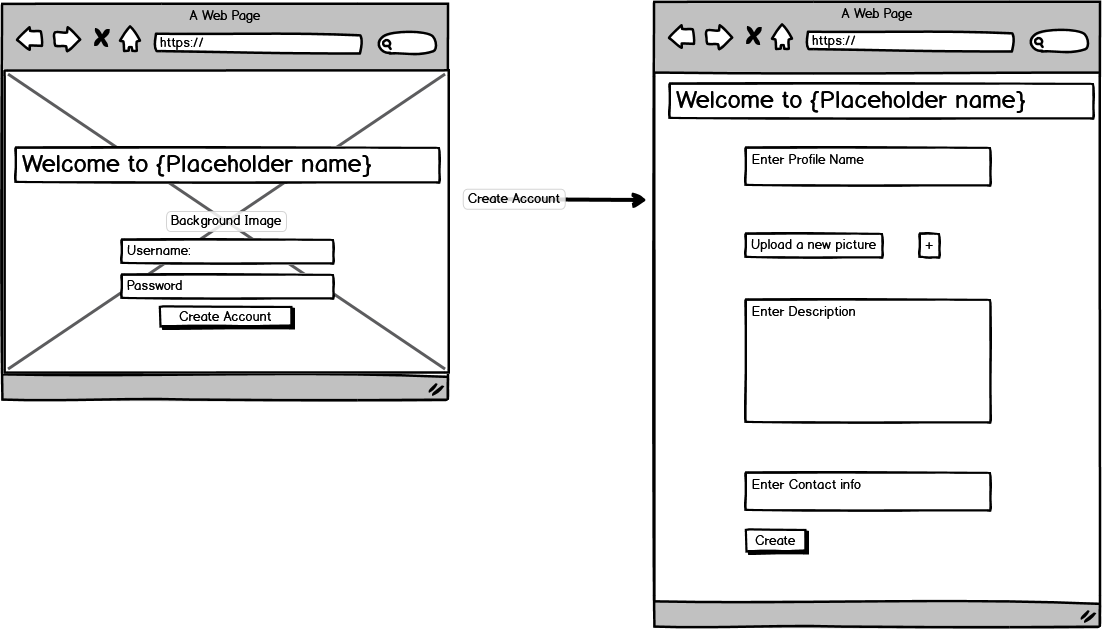 A Web Page
https://
Welcome to {Placeholder name}
Background Image
Username:
Password
Create Account
Create Account
A Web Page
https://
Welcome to {Placeholder name}
Enter Profile Name
Upload a new picture +
Enter Description
Enter Contact info
Create